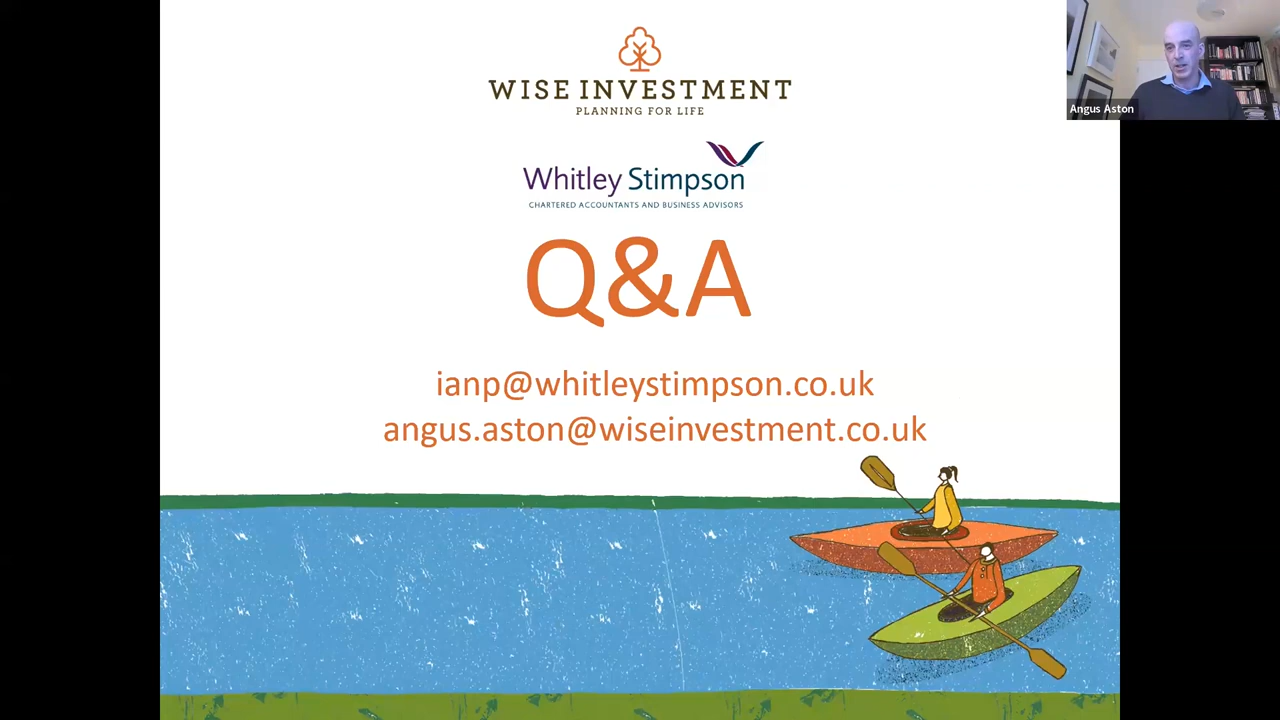 WISE INVESTMENT
PLANNING FOR LIFE
Angus Aston
Whitley Stimpson
CHARTERED ACCOUNTANTS AND BUSINESS ADVISORS
Q&A
ianp@whitleystimpson.co.uk
angus.aston@wiseinvestment.co.uk